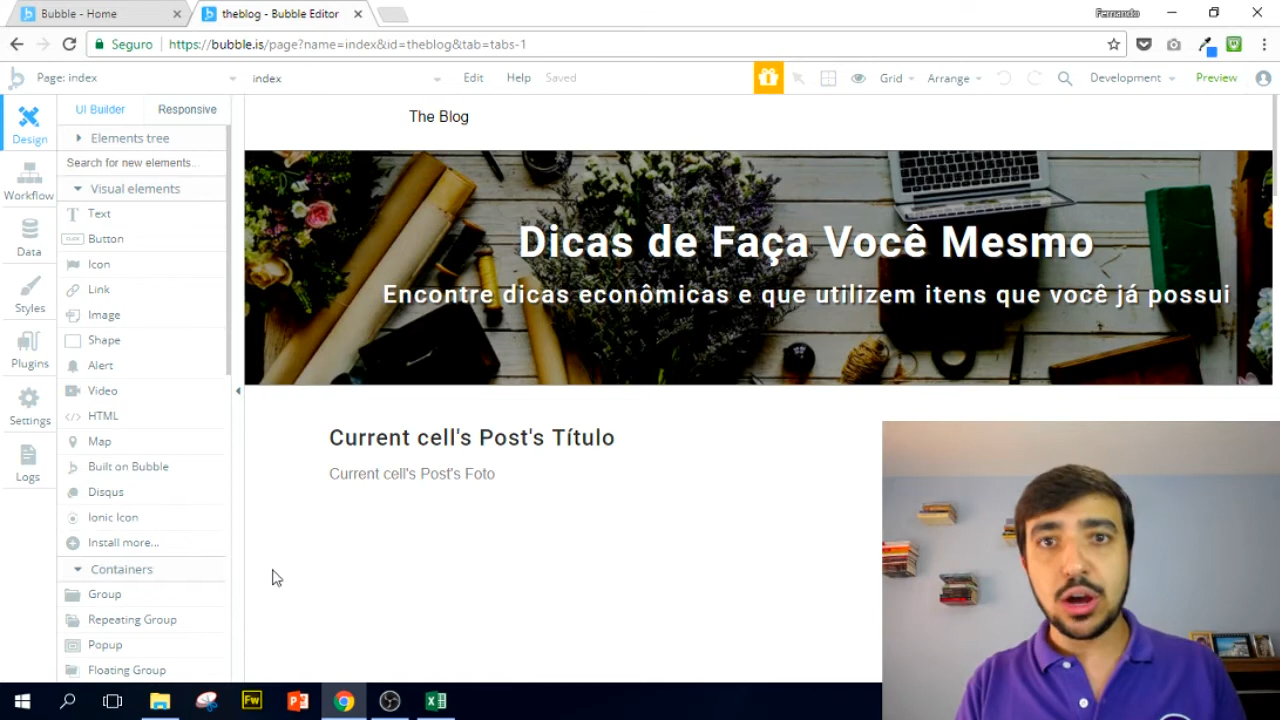 Bubble - Home
theblog - Bubble Editor
Fernando
Seguro
https://bubble.is/page?name=index&id=theblog&tab=tabs-1
Page: index
index
Edit
Help
Saved
Grid
Arrange
Development
Preview
Design
Workflow
Data
Styles
Plugins
Settings
Logs
UI Builder
Responsive
Elements tree
Search for new elements...
Visual elements
Text
CLICK
Button
Icon
Link
Image
Shape
Alert
Video
HTML
Map
Built on Bubble
Disqus
Ionic Icon
Install more...
Containers
Group
Repeating Group
Popup
Floating Group
The Blog
Dicas de Faça Você Mesmo
Encontre dicas econômicas e que utilizem itens que você já possui
Current cell's Post's Título
Current cell's Post's Foto
Fw